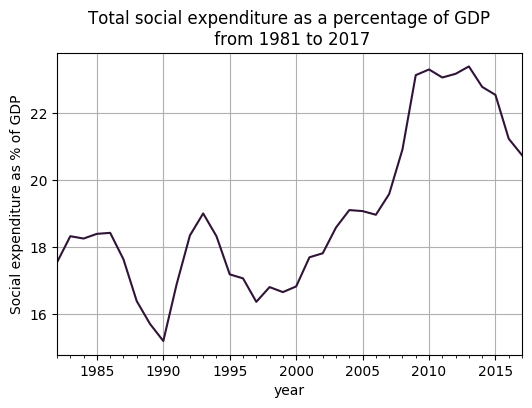 Total social expenditure as a percentage of GDP
from 1981 to 2017
Social expenditure as % of GDP
22
20
18
16
1985 1990 1995 2000 2005 2010 2015
year